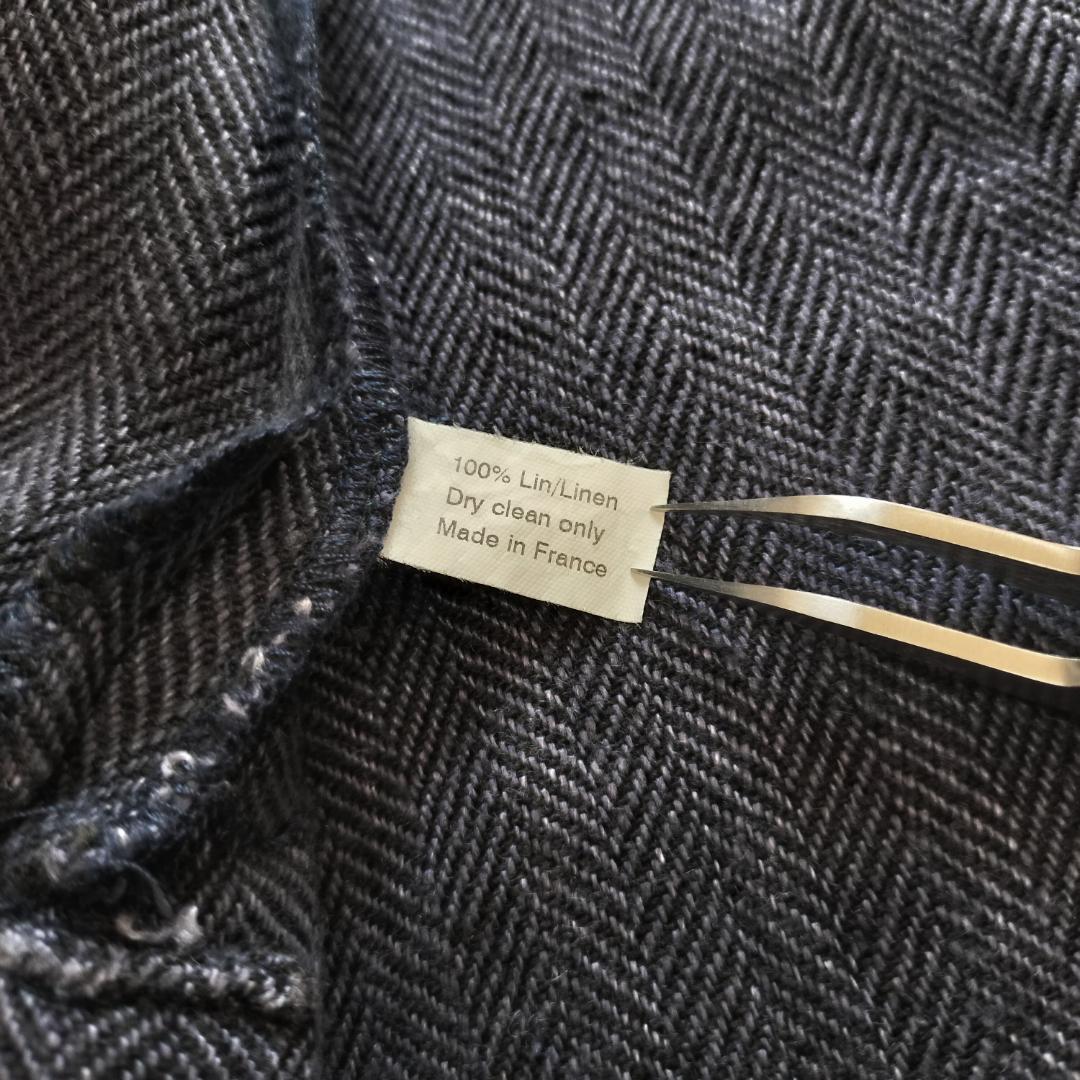 100% Lin/Linen
Dry clean only
Made in France